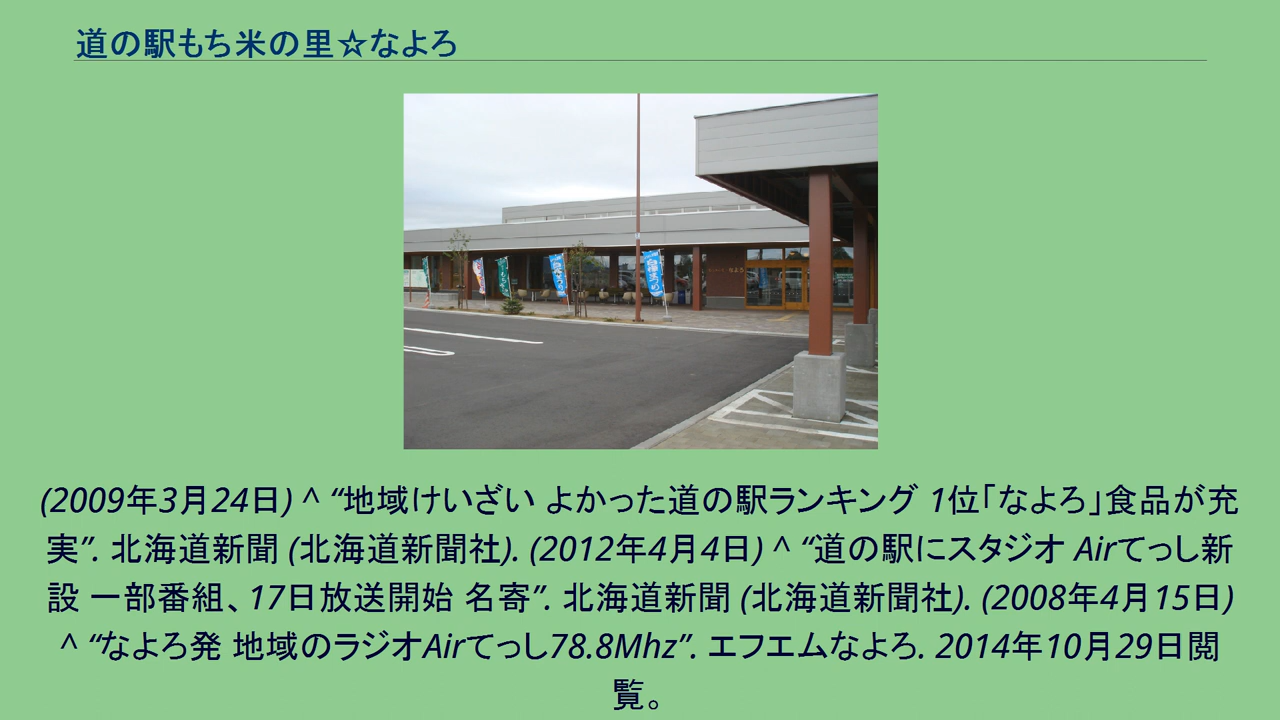 道の駅もち米の里☆なよろ
なよろ
(2009年3月24日) ^ “地域けいざい よかった道の駅ランキング 1位「なよろ」食品が充
実”. 北海道新聞 (北海道新聞社). (2012年4月4日) ^ “道の駅にスタジオ Airてっし新
設 一部番組、17日放送開始 名寄”. 北海道新聞 (北海道新聞社). (2008年4月15日)
^ “なよろ発 地域のラジオAirてっし78.8Mhz”. エフエムなよろ. 2014年10月29日閲
覧。